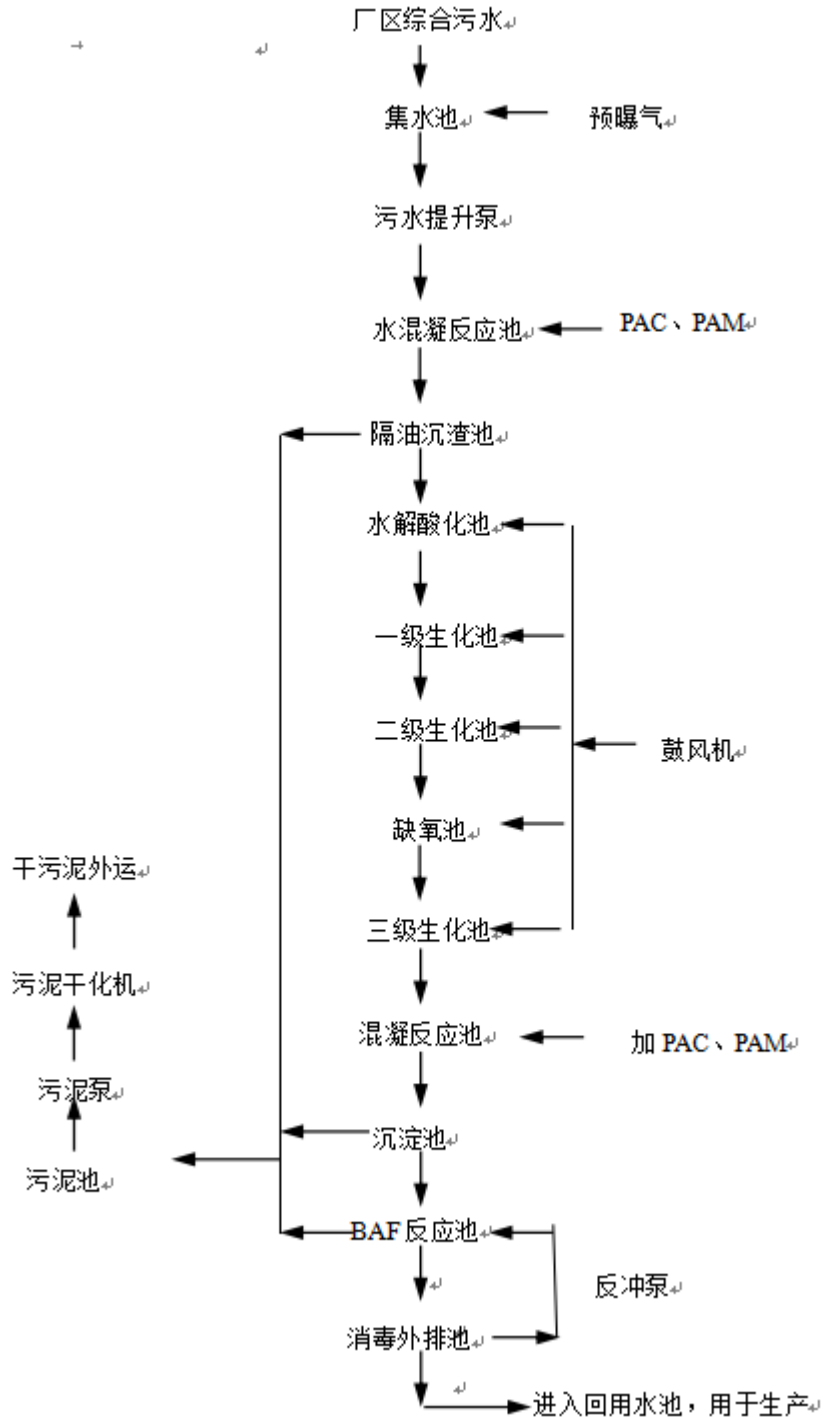 厂区综合污水
集水池
预曝气
污水提升泵
水混凝反应池
PAC、PAM
隔油沉渣池
水解酸化池
一级生化池
二级生化池
鼓风机
缺氧池
干污泥外运
三级生化池
污泥干化机
混凝反应池
加 PAC、PAM
污泥泵
沉淀池
污泥池
BAF 反应池
反冲泵
消毒外排池
进入回用水池，用于生产